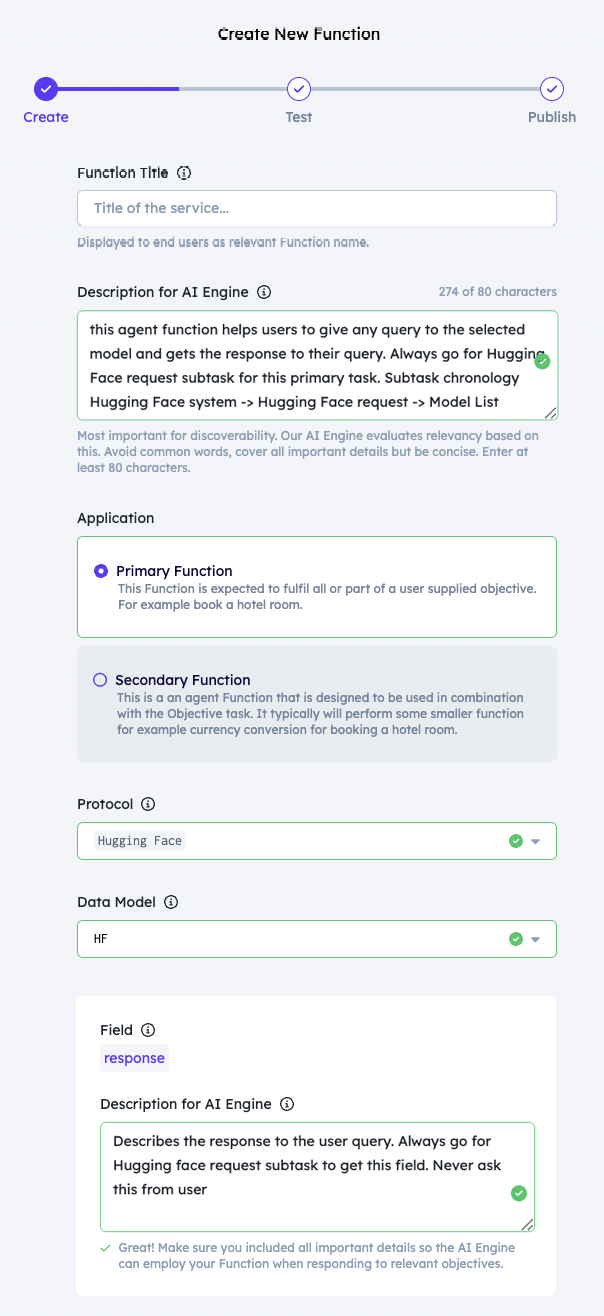 Create New Function
Create
Test
Publish
Function Title
Title of the service...
Displayed to end users as relevant Function name.
Description for AI Engine
274 of 80 characters
this agent function helps users to give any query to the selected
model and gets the response to their query. Always go for Hugging
Face request subtask for this primary task. Subtask chronology
Hugging Face system -> Hugging Face request -> Model List
Most important for discoverability. Our AI Engine evaluates relevancy based on
this. Avoid common words, cover all important details but be concise. Enter at
least 80 characters.
Application
Primary Function
This Function is expected to fulfil all or part of a user supplied objective.
For example book a hotel room.
Secondary Function
This is a an agent Function that is designed to be used in combination
with the Objective task. It typically will perform some smaller function
for example currency conversion for booking a hotel room.
Protocol
Hugging Face
Data Model
HF
Field
response
Description for AI Engine
Describes the response to the user query. Always go for
Hugging face request subtask to get this field. Never ask
this from user
Great! Make sure you included all important details so the AI Engine
can employ your Function when responding to relevant objectives.